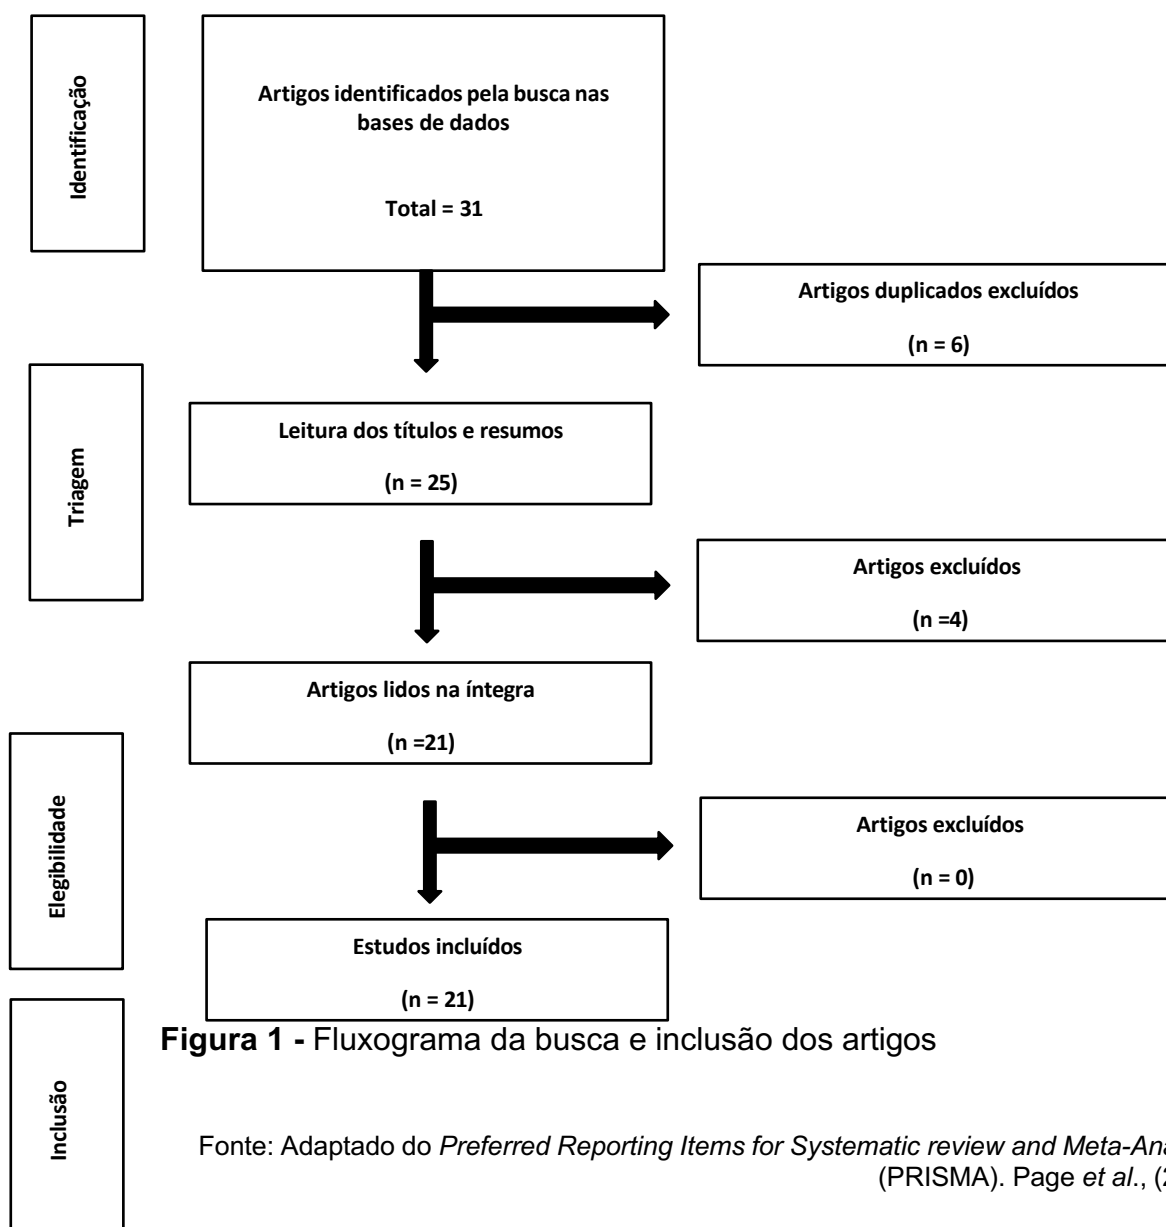 Identificação
Artigos identificados pela busca nas
bases de dados
Total = 31
Artigos duplicados excluídos
(n = 6)
Triagem
Leitura dos títulos e resumos
(n = 25)
Artigos excluídos
(n =4)
Artigos lidos na íntegra
(n =21)
Elegibilidade
Artigos excluídos
(n = 0)
Estudos incluídos
(n = 21)
Figura 1 - Fluxograma da busca e inclusão dos artigos
Inclusão
Fonte: Adaptado do Preferred Reporting Items for Systematic review and
(PRISMA). Page et al.,